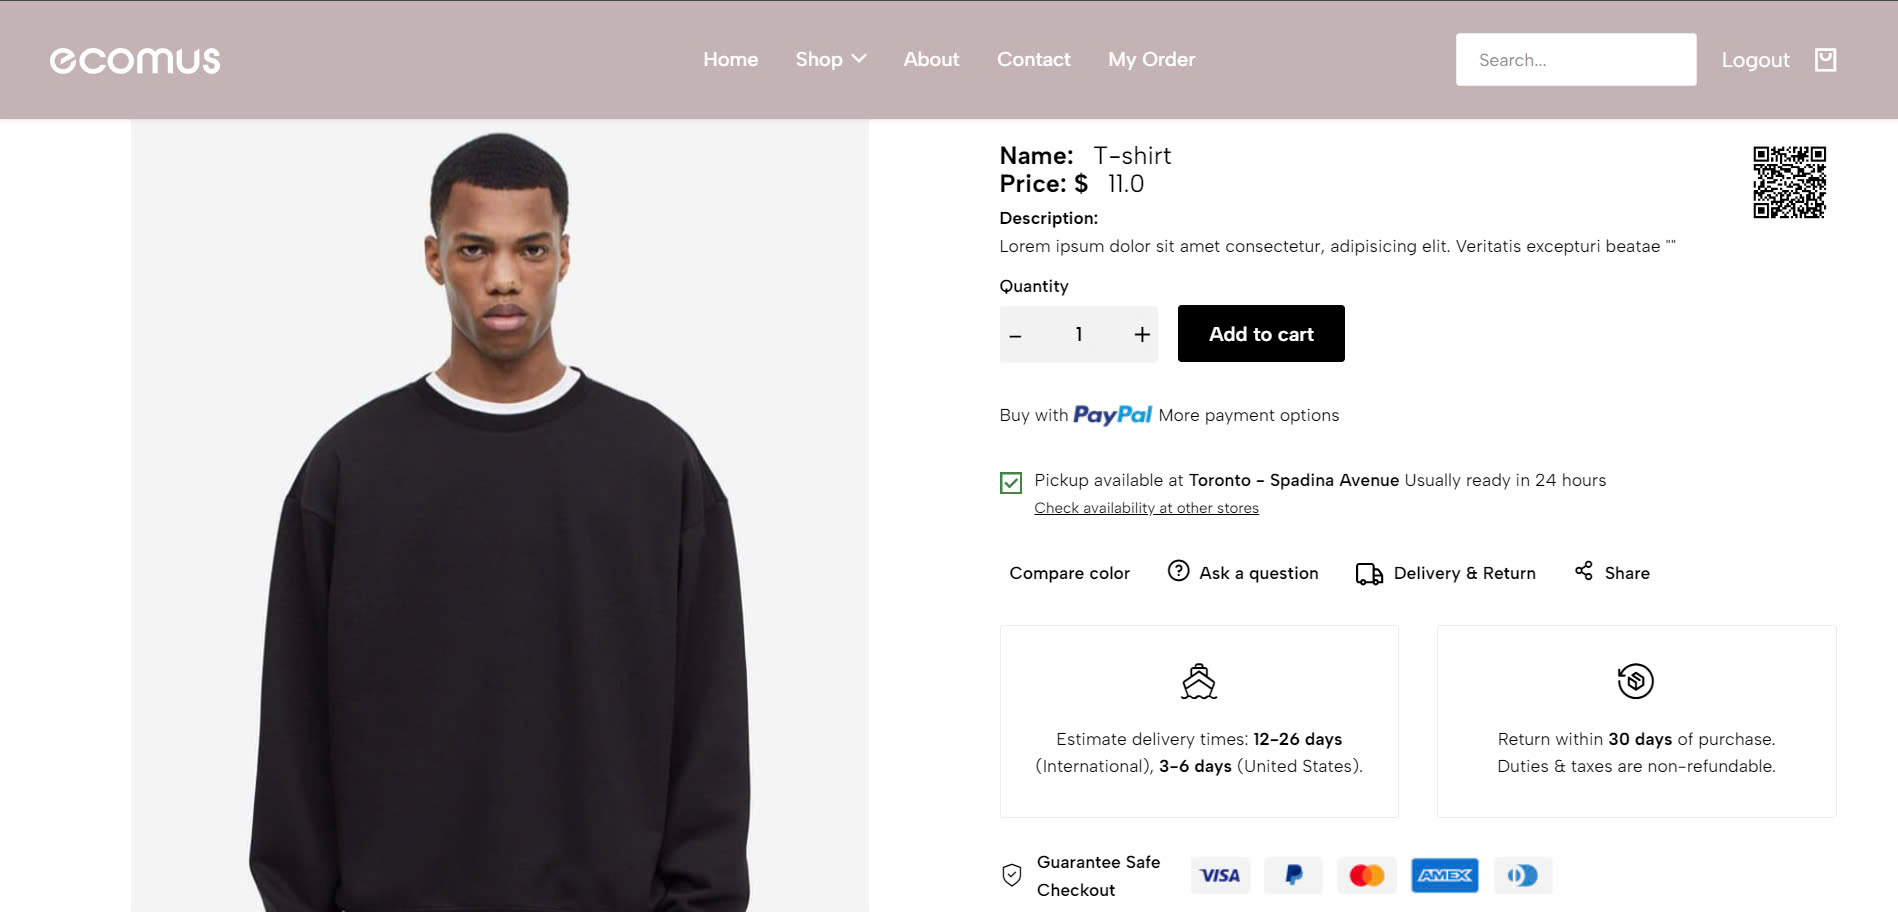 ecomus
Home Shop About Contact My Order
Search...
Logout
Name: T-shirt
Price: $ 11.0
Description:
Lorem ipsum dolor sit amet consectetur, adipisicing elit. Veritatis excepturi beatae ""
Quantity
– 1 +
Add to cart
Buy with PayPal More payment options
Pickup available at Toronto - Spadina Avenue Usually ready in 24 hours
Check availability at other stores
Compare color Ask a question Delivery & Return Share
Estimate delivery times: 12-26 days
(International), 3-6 days (United States).
Return within 30 days of purchase.
Duties & taxes are non-refundable.
Guarantee Safe
Checkout
VISA
AMEX